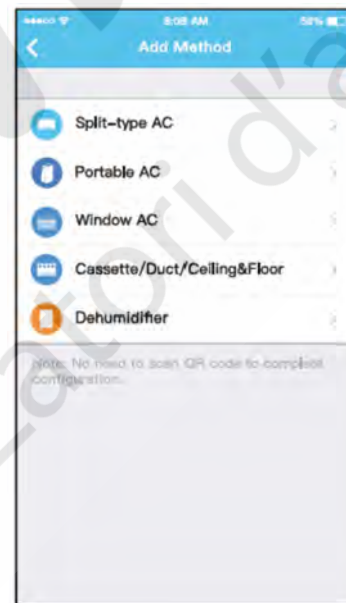 8:08 AM
Add Method
Split-type AC
Portable AC
Window AC
Cassette/Duct/Ceiling&Floor
Dehumidifier
Note: No need to scan QR code to complete
configuration.